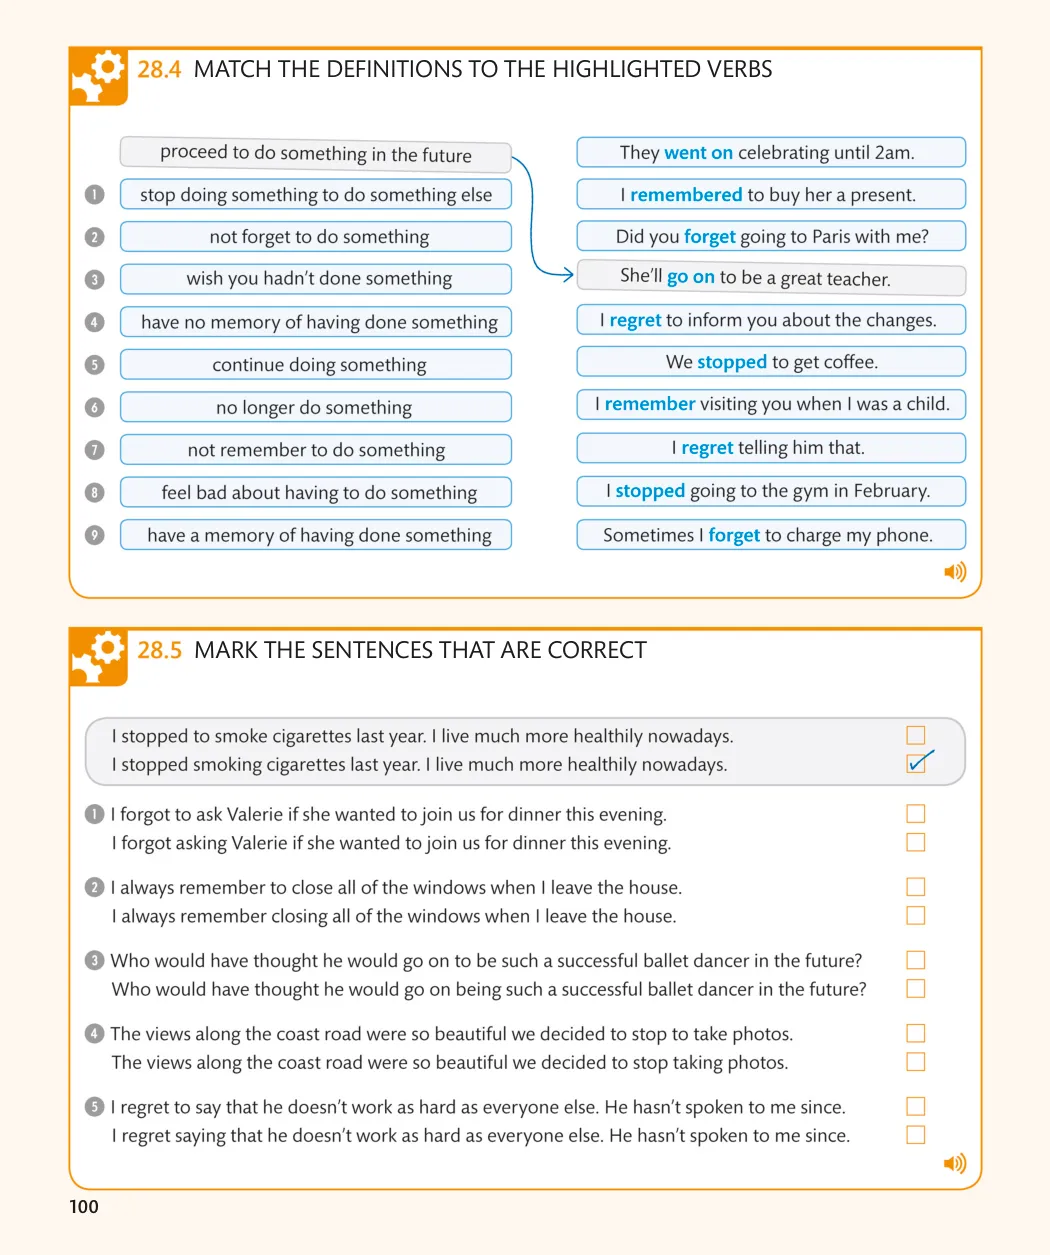 28.4 MATCH THE DEFINITIONS TO THE HIGHLIGHTED VERBS
proceed to do something in the future
1 stop doing something to do something else
2 not forget to do something
3 wish you hadn’t done something
4 have no memory of having done something
5 continue doing something
6 no longer do something
7 not remember to do something
8 feel bad about having to do something
9 have a memory of having done something
They went on celebrating until 2am.
I remembered to buy her a present.
Did you forget going to Paris with me?
She’ll go on to be a great teacher.
I regret to inform you about the changes.
We stopped to get coffee.
I remember visiting you when I was a child.
I regret telling him that.
I stopped going to the gym in February.
Sometimes I forget to charge my phone.
28.5 MARK THE SENTENCES THAT ARE CORRECT
I stopped to smoke cigarettes last year. I live much more healthily nowadays.
I stopped smoking cigarettes last year. I live much more healthily nowadays.
1 I forgot to ask Valerie if she wanted to join us for dinner this evening.
I forgot asking Valerie if she wanted to join us for dinner this evening.
2 I always remember to close all of the windows when I leave the house.
I always remember closing all of the windows when I leave the house.
3 Who would have thought he would go on to be such a successful ballet dancer in the future?
Who would have thought he would go on being such a successful ballet dancer in the future?
4 The views along the coast road were so beautiful we decided to stop to take photos.
The views along the coast road were so beautiful we decided to stop taking photos.
5 I regret to say that he doesn’t work as hard as everyone else. He hasn’t spoken to me since.
I regret saying that he doesn’t work as hard as everyone else. He hasn’t spoken to me since.
100